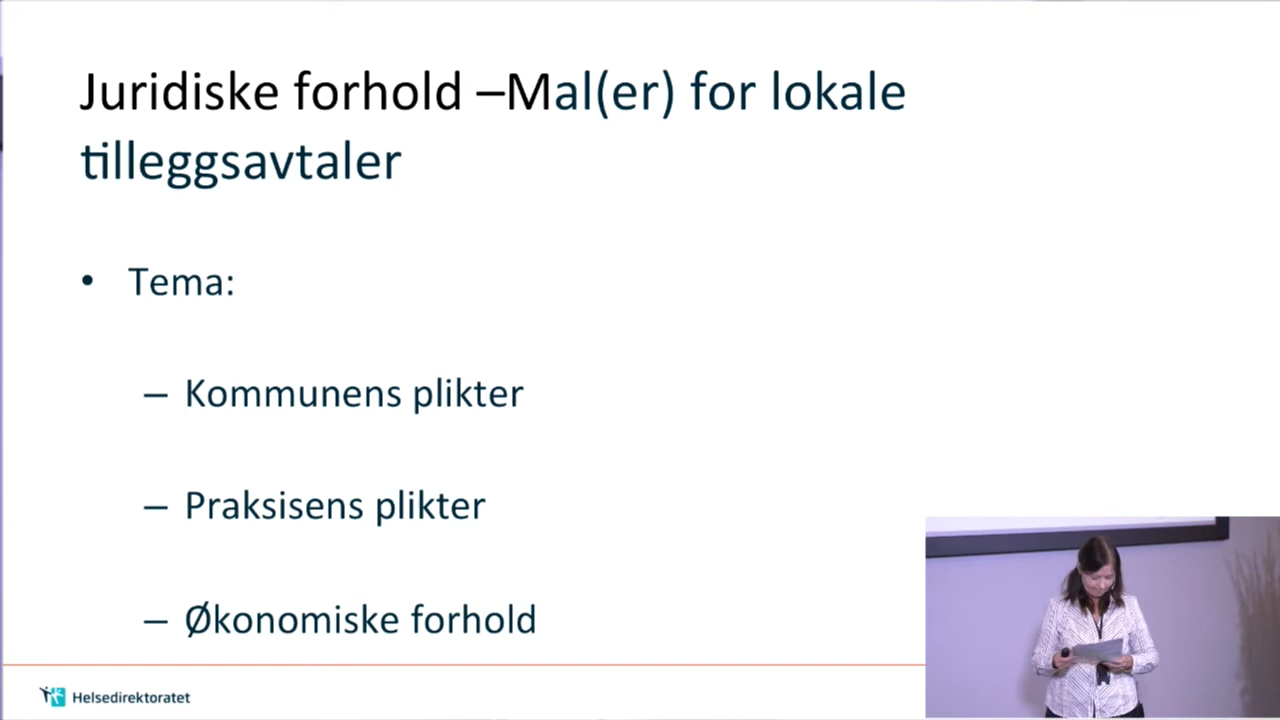 Juridiske forhold –Mal(er) for lokale
tilleggsavtaler
• Tema:
– Kommunens plikter
– Praksisens plikter
– Økonomiske forhold
Helsedirektoratet